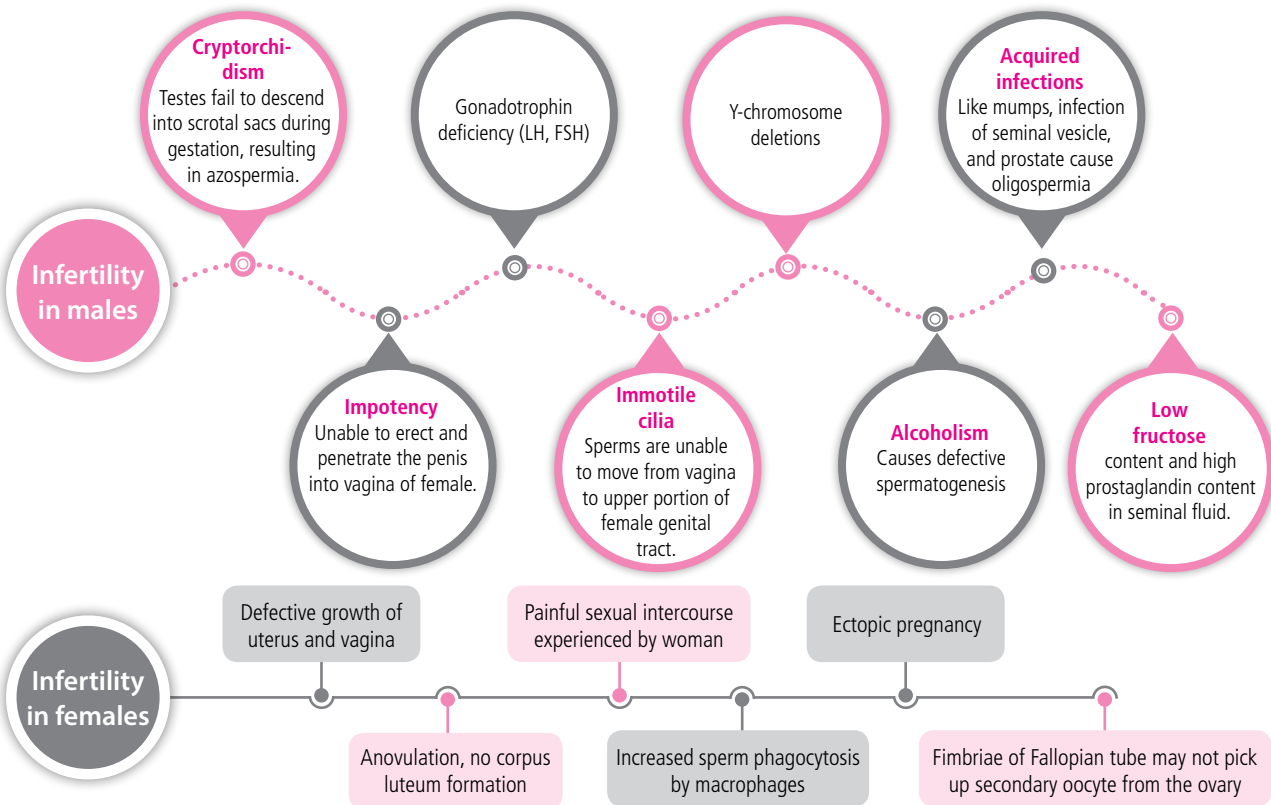 Infertility
in males
Cryptorchi-
dism
Testes fail to descend
into scrotal sacs during
gestation, resulting
in azospermia.
Impotency
Unable to erect and
penetrate the penis
into vagina of female.
Gonadotrophin
deficiency (LH, FSH)
Immotile
cilia
Sperms are unable
to move from vagina
to upper portion of
female genital
tract.
Y-chromosome
deletions
Alcoholism
Causes defective
spermatogenesis
Acquired
infections
Like mumps, infection
of seminal vesicle,
and prostate cause
oligospermia
Low
fructose
content and high
prostaglandin content
in seminal fluid.
Infertility
in females
Defective growth of
uterus and vagina
Anovulation, no corpus
luteum formation
Painful sexual intercourse
experienced by woman
Increased sperm phagocytosis
by macrophages
Ectopic pregnancy
Fimbriae of Fallopian tube may not pick
up secondary oocyte from the ovary